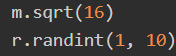 m.sqrt(16)
r.randint(1, 10)